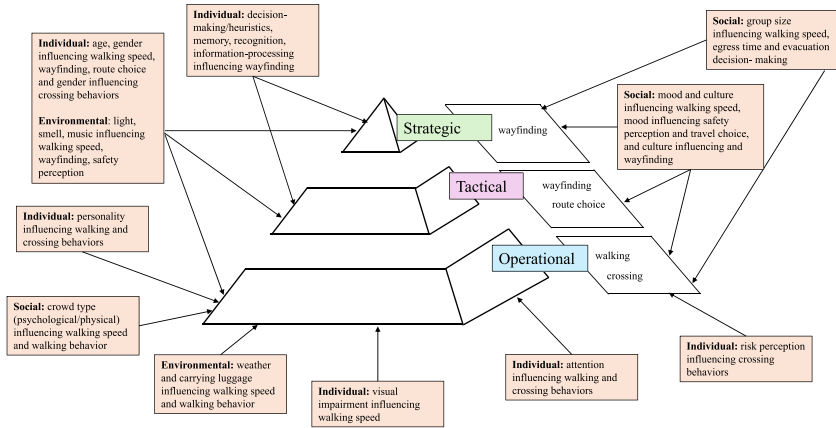 Individual: decision-
making/heuristics,
memory, recognition,
information-processing
influencing wayfinding
Social: group size
influencing walking speed,
egress time and evacuation
decision- making
Individual: age, gender
influencing walking speed,
wayfinding, route choice
and gender influencing
crossing behaviors
Environmental: light,
smell, music influencing
walking speed,
wayfinding, safety
perception
Social: mood and culture
influencing walking speed,
mood influencing safety
perception and travel choice,
and culture influencing and
wayfinding
Strategic
wayfinding
Tactical
wayfinding
route choice
Individual: personality
influencing walking and
crossing behaviors
Operational
walking
crossing
Social: crowd type
(psychological/physical)
influencing walking speed
and walking behavior
Environmental: weather
and carrying luggage
influencing walking speed
and walking behavior
Individual: visual
impairment influencing
walking speed
Individual: attention
influencing walking and
crossing behaviors
Individual: risk perception
influencing crossing
behaviors